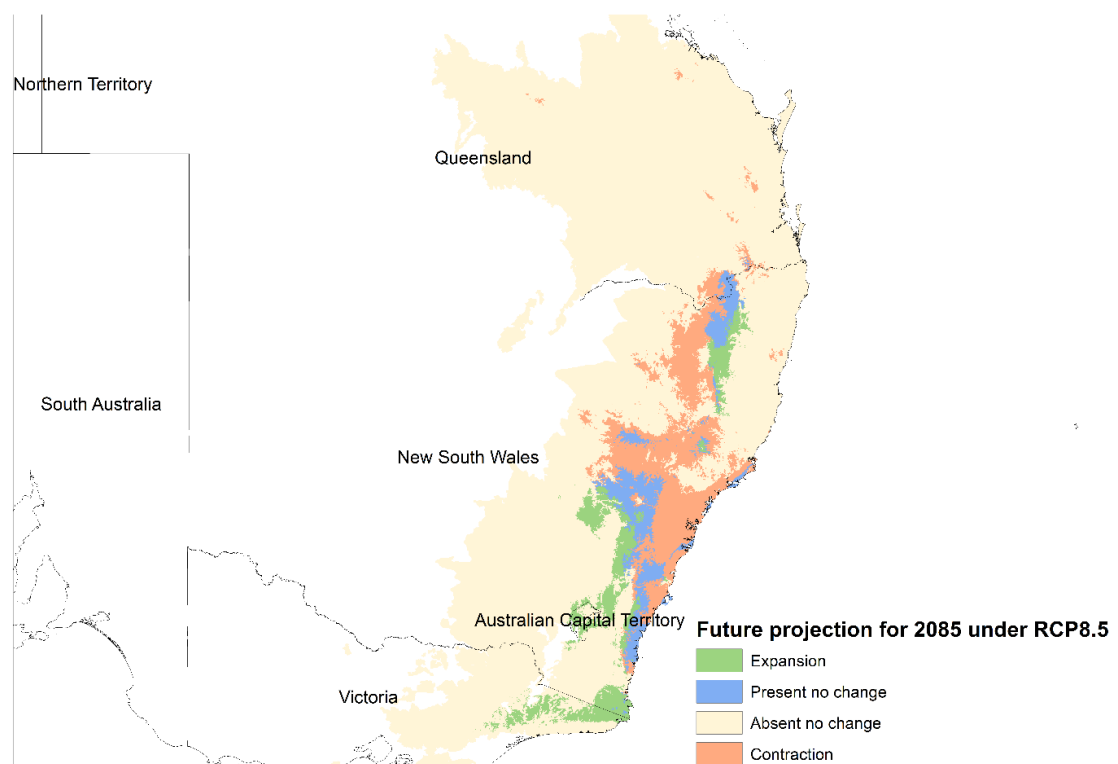 Northern Territory
Queensland
South Australia
New South Wales
Australian Capital Territory
Victoria
Future projection for 2085 under RCP8.5
Expansion
Present no change
Absent no change
Contraction